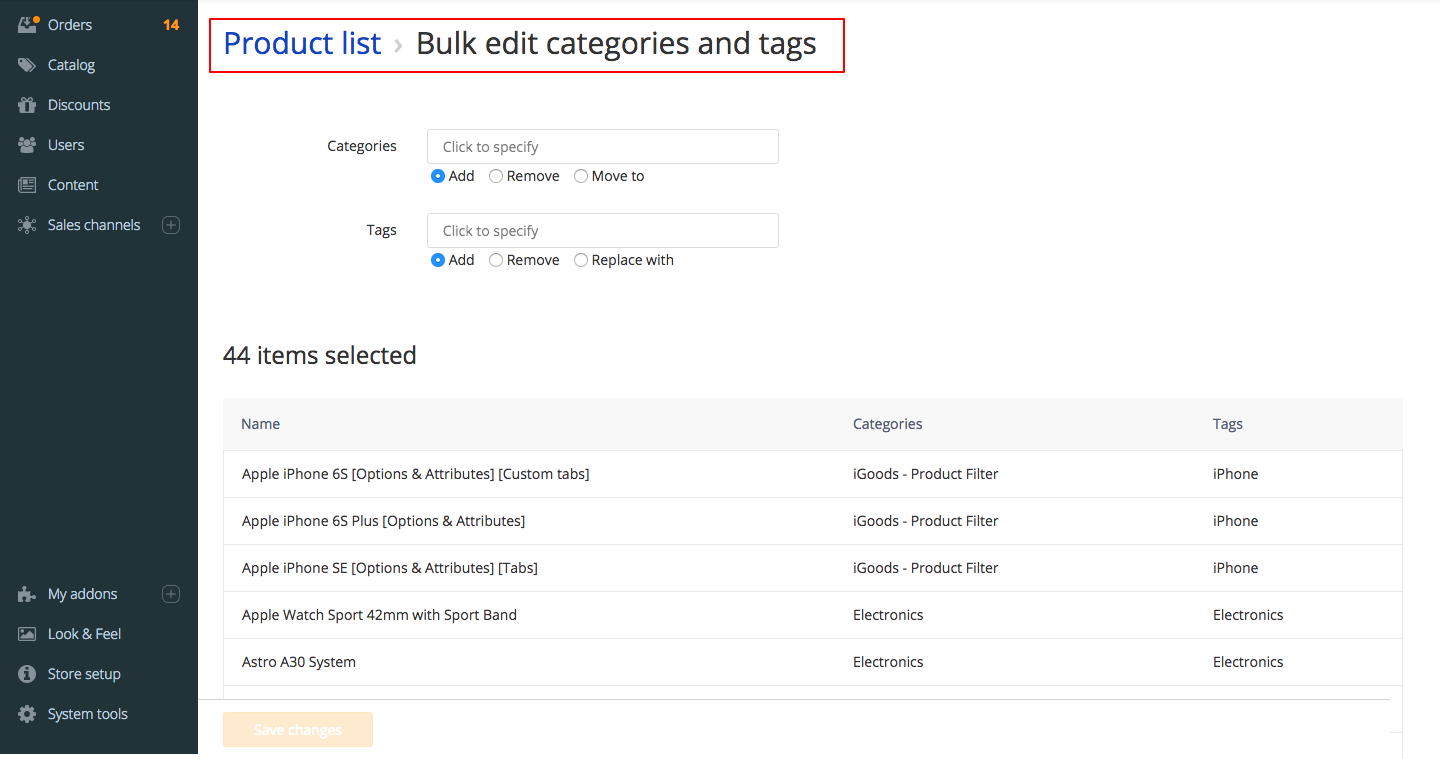 Orders 14
Catalog
Discounts
Users
Content
Sales channels
My addons
Look & Feel
Store setup
System tools
Product list › Bulk edit categories and tags
Categories Click to specify
Add Remove Move to
Tags Click to specify
Add Remove Replace with
44 items selected
Name Categories Tags
Apple iPhone 6S [Options & Attributes] [Custom tabs] iGoods - Product Filter iPhone
Apple iPhone 6S Plus [Options & Attributes] iGoods - Product Filter iPhone
Apple iPhone SE [Options & Attributes] [Tabs] iGoods - Product Filter iPhone
Apple Watch Sport 42mm with Sport Band Electronics Electronics
Astro A30 System Electronics Electronics
Save changes